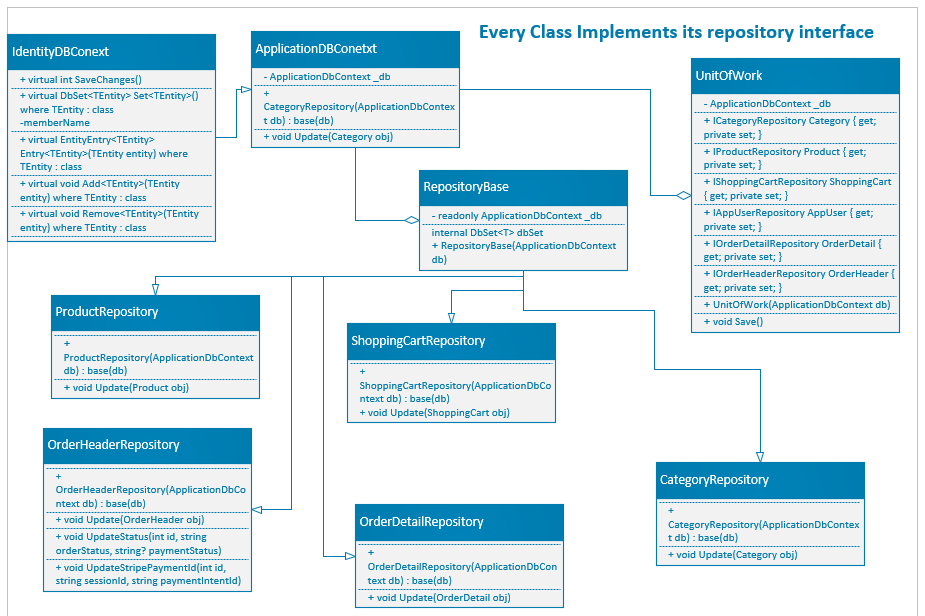 Every Class Implements its repository interface
IdentityDBConext
+ virtual int SaveChanges()
+ virtual DbSet<TEntity> Set<TEntity>()
where TEntity : class
-memberName
+ virtual EntityEntry<TEntity>
Entry<TEntity>(TEntity entity) where
TEntity : class
+ virtual void Add<TEntity>(TEntity
entity) where TEntity : class
+ virtual void Remove<TEntity>(TEntity
entity) where TEntity : class
ApplicationDBConetxt
- ApplicationDbContext _db
+
CategoryRepository(ApplicationDbContex
t db) : base(db)
+ void Update(Category obj)
UnitOfWork
- ApplicationDbContext _db
+ ICategoryRepository Category { get;
private set; }
+ IProductRepository Product { get;
private set; }
+ IShoppingCartRepository ShoppingCart
{ get; private set; }
+ IAppUserRepository AppUser { get;
private set; }
+ IOrderDetailRepository OrderDetail {
get; private set; }
+ IOrderHeaderRepository OrderHeader {
get; private set; }
+ UnitOfWork(ApplicationDbContext db)
+ void Save()
RepositoryBase
- readonly ApplicationDbContext _db
internal DbSet<T> dbSet
+ RepositoryBase(ApplicationDbContext
db)
ProductRepository
+
ProductRepository(ApplicationDbContext
db) : base(db)
+ void Update(Product obj)
ShoppingCartRepository
+
ShoppingCartRepository(ApplicationDbCo
ntext db) : base(db)
+ void Update(ShoppingCart obj)
OrderHeaderRepository
+
OrderHeaderRepository(ApplicationDbCo
ntext db) : base(db)
+ void Update(OrderHeader obj)
+ void UpdateStatus(int id, string
orderStatus, string? paymentStatus)
+ void UpdateStripePaymentId(int id,
string sessionId, string paymentIntentId)
OrderDetailRepository
+
OrderDetailRepository(ApplicationDbCon
text db) : base(db)
+ void Update(OrderDetail obj)
CategoryRepository
+
CategoryRepository(ApplicationDbContex
t db) : base(db)
+ void Update(Category obj)